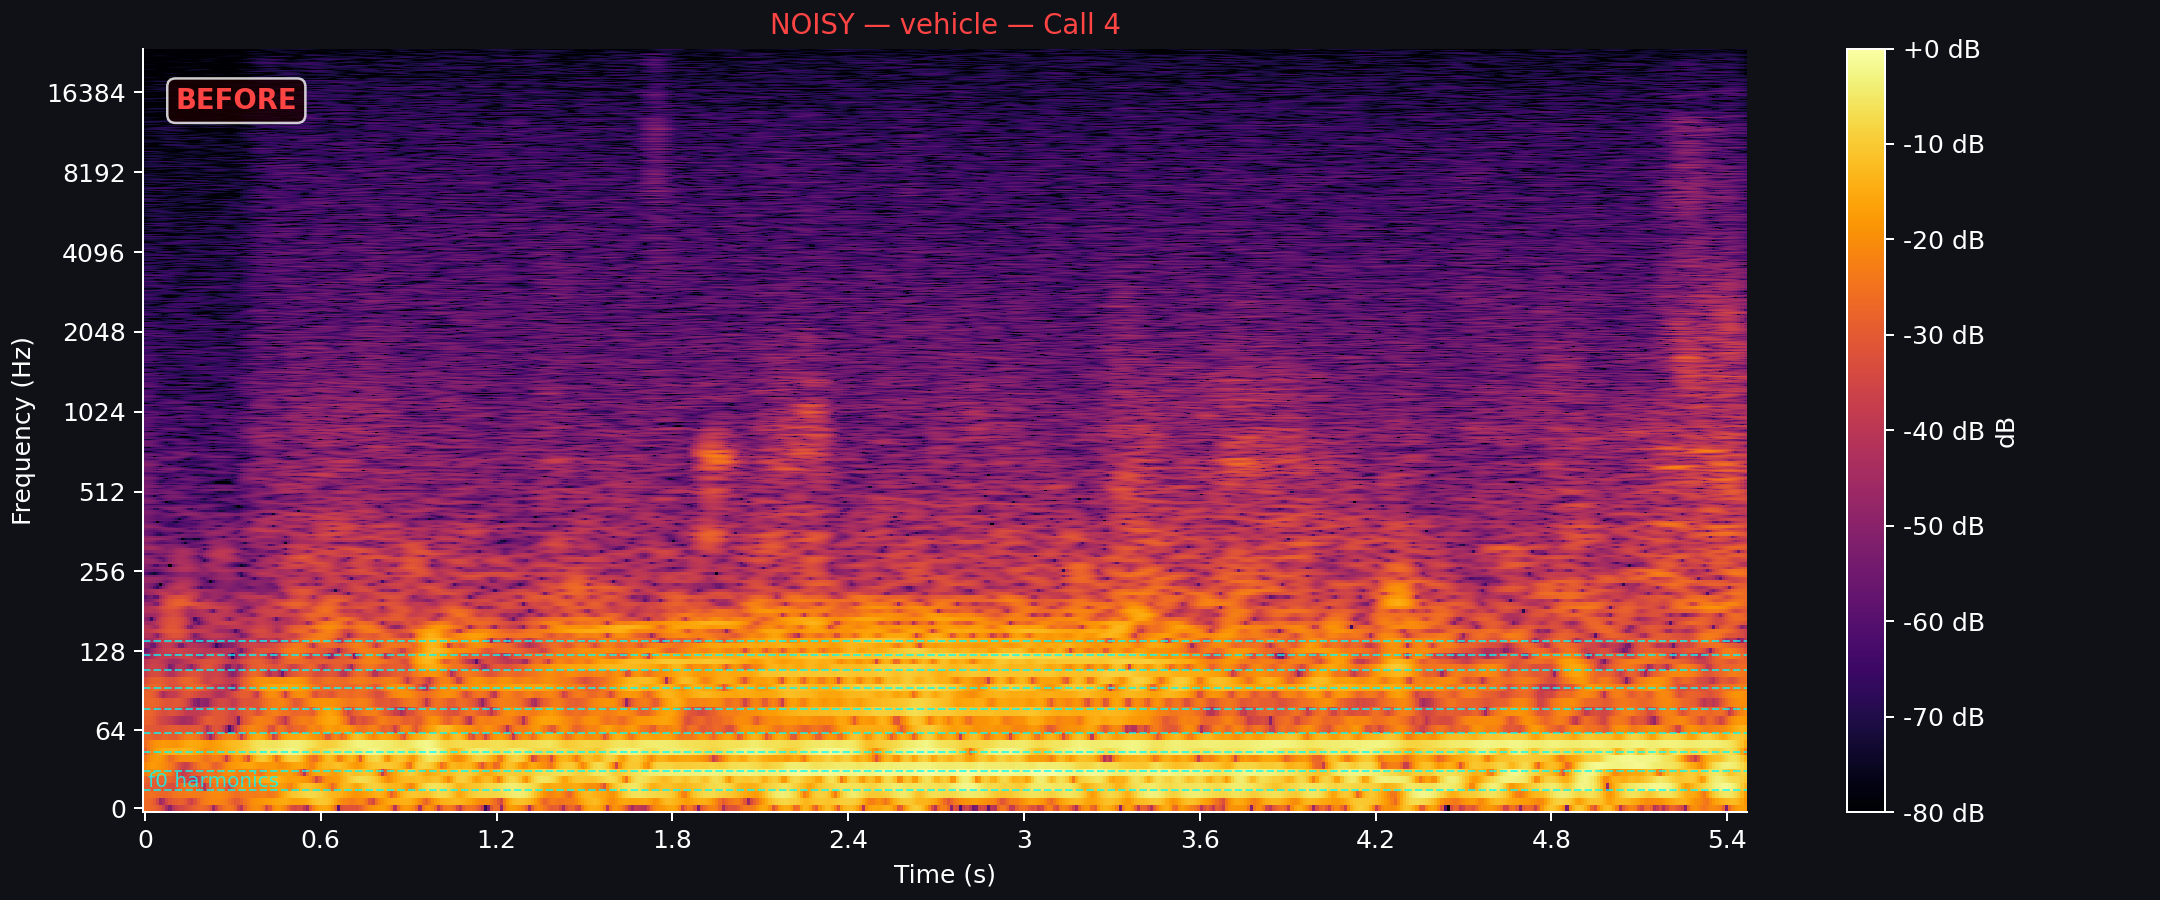 NOISY — vehicle — Call 4
BEFORE
Frequency (Hz)
16384
8192
4096
2048
1024
512
256
128
64
0
f0 harmonics
0 0.6 1.2 1.8 2.4 3 3.6 4.2 4.8 5.4
Time (s)
+0 dB
-10 dB
-20 dB
-30 dB
-40 dB
-50 dB
-60 dB
-70 dB
-80 dB
dB